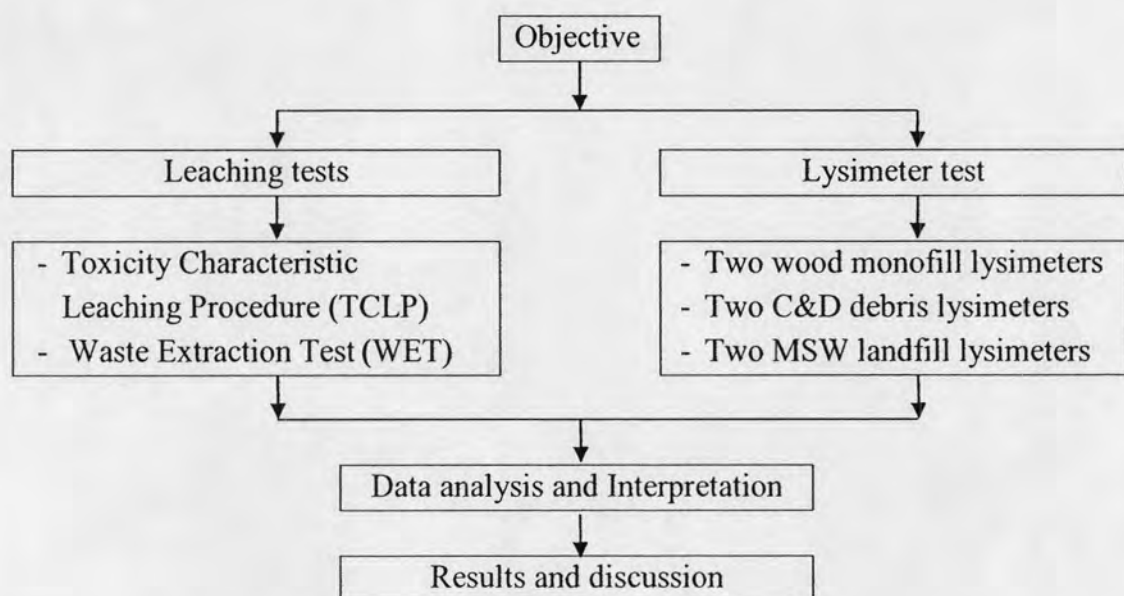 Objective
Leaching tests
Lysimeter test
- Toxicity Characteristic
Leaching Procedure (TCLP)
- Waste Extraction Test (WET)
- Two wood monofill lysimeters
- Two C&D debris lysimeters
- Two MSW landfill lysimeters
Data analysis and Interpretation
Results and discussion